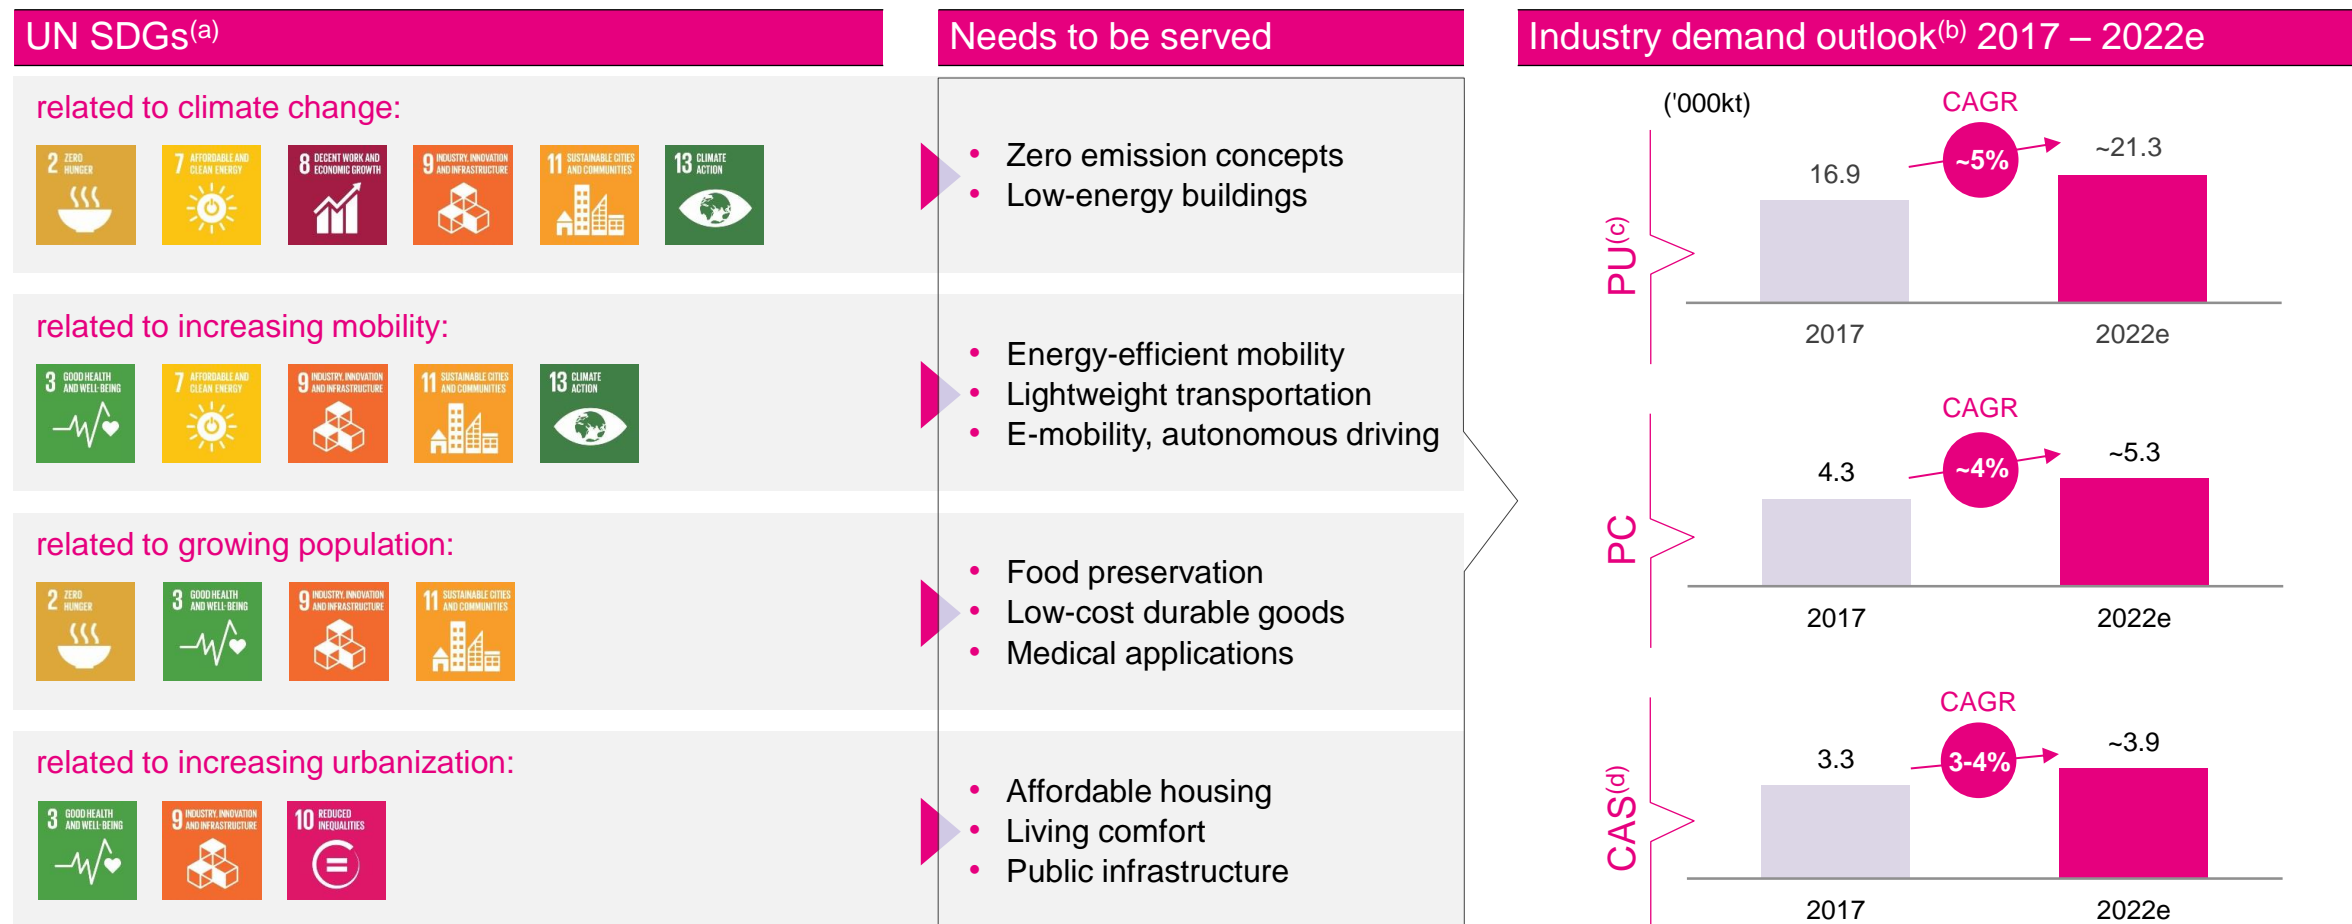 UN SDGs(a)
Needs to be served
Industry demand outlook(b) 2017 – 2022e
related to climate change:
2 ZERO
HUNGER
7 AFFORDABLE AND
CLEAN ENERGY
8 DECENT WORK AND
ECONOMIC GROWTH
9 INDUSTRY, INNOVATION
AND INFRASTRUCTURE
11 SUSTAINABLE CITIES
AND COMMUNITIES
13 CLIMATE
ACTION
• Zero emission concepts
• Low-energy buildings
related to increasing mobility:
3 GOOD HEALTH
AND WELL-BEING
7 AFFORDABLE AND
CLEAN ENERGY
9 INDUSTRY, INNOVATION
AND INFRASTRUCTURE
11 SUSTAINABLE CITIES
AND COMMUNITIES
13 CLIMATE
ACTION
• Energy-efficient mobility
• Lightweight transportation
• E-mobility, autonomous driving
related to growing population:
2 ZERO
HUNGER
3 GOOD HEALTH
AND WELL-BEING
9 INDUSTRY, INNOVATION
AND INFRASTRUCTURE
11 SUSTAINABLE CITIES
AND COMMUNITIES
• Food preservation
• Low-cost durable goods
• Medical applications
related to increasing urbanization:
3 GOOD HEALTH
AND WELL-BEING
9 INDUSTRY, INNOVATION
AND INFRASTRUCTURE
10 REDUCED
INEQUALITIES
• Affordable housing
• Living comfort
• Public infrastructure
('000kt)
PU(c)
CAGR
~5%
16.9
~21.3
2017
2022e
PC
CAGR
~4%
4.3
~5.3
2017
2022e
CAS(d)
CAGR
3-4%
3.3
~3.9
2017
2022e